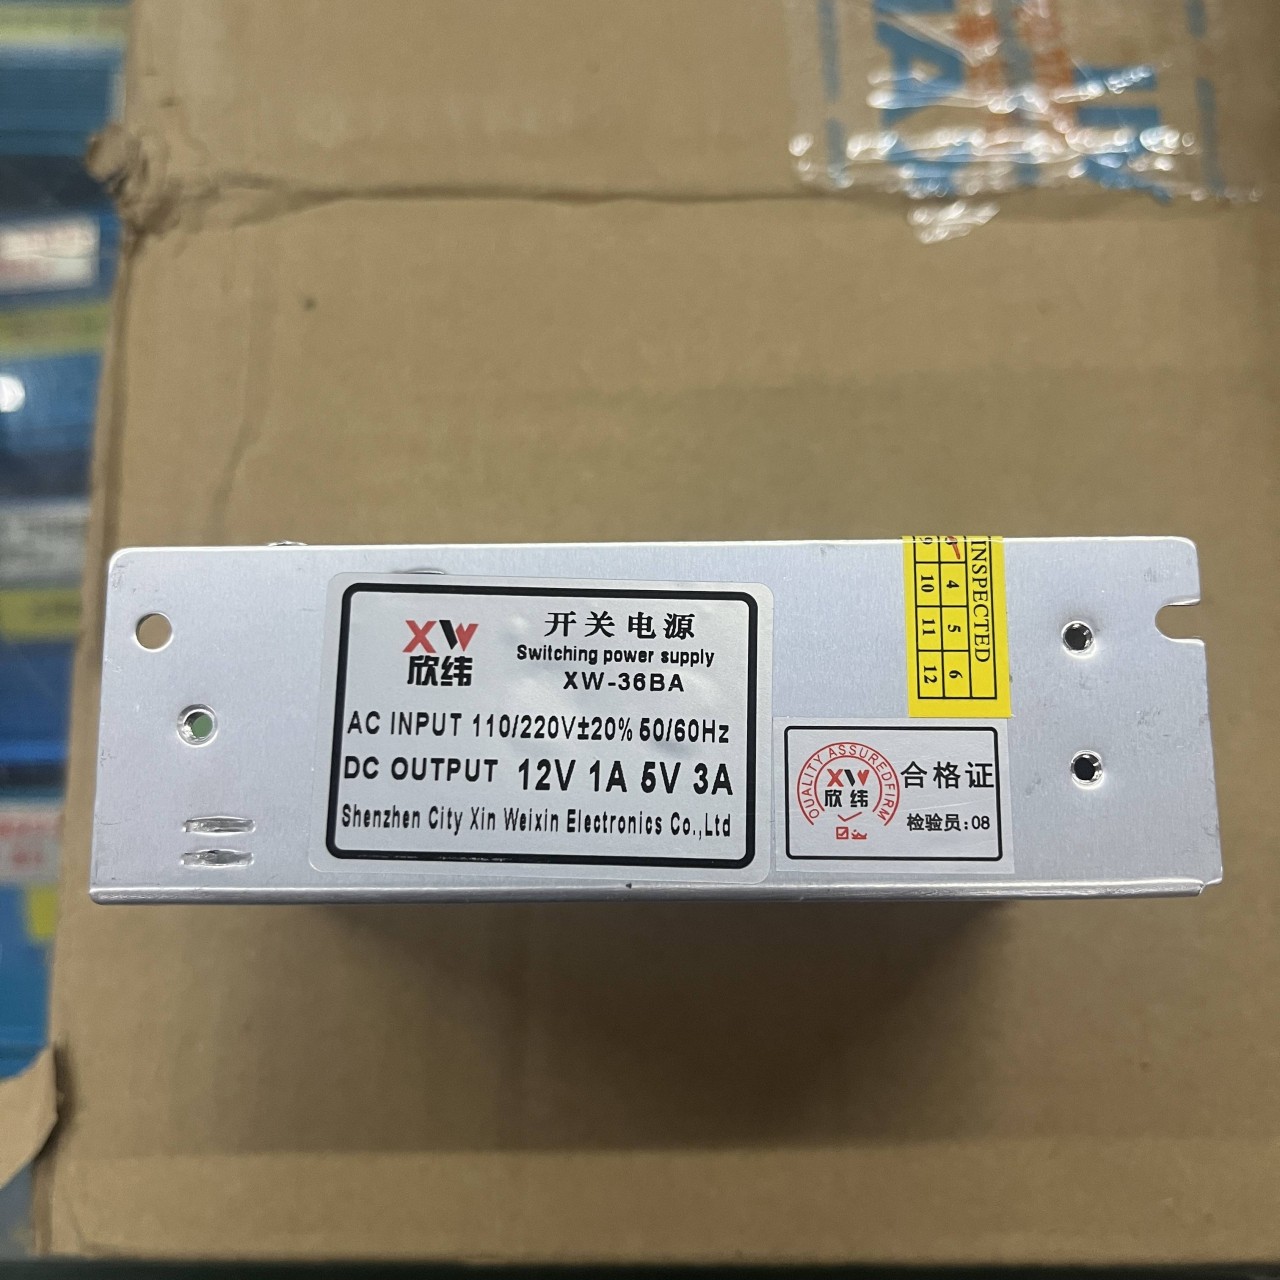 XW
欣纬
开关电源
Switching power supply
XW-36BA
AC INPUT 110/220V±20% 50/60Hz
DC OUTPUT 12V 1A 5V 3A
Shenzhen City Xin Weixin Electronics Co.,Ltd
INSPECTED
4 5 6
9 10 11 12
QUALITY ASSUREDFIRM
XW
欣纬
合格证
检验员:08